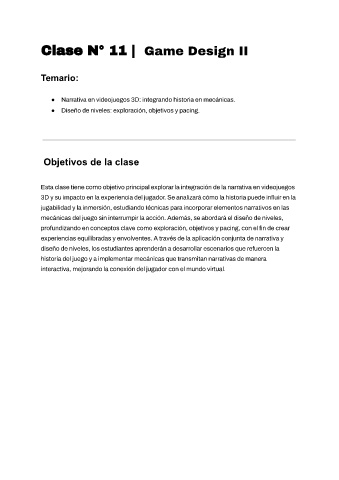 Clase N° 11 | Game Design II
Temario:
● Narrativa en videojuegos 3D: integrando historia en mecánicas.
● Diseño de niveles: exploración, objetivos y pacing.
Objetivos de la clase
Esta clase tiene como objetivo principal explorar la integración de la narrativa en videojuegos
3D y su impacto en la experiencia del jugador. Se analizará cómo la historia puede influir en la
jugabilidad y la inmersión, estudiando técnicas para incorporar elementos narrativos en las
mecánicas del juego sin interrumpir la acción. Además, se abordará el diseño de niveles,
profundizando en conceptos clave como exploración, objetivos y pacing, con el fin de crear
experiencias equilibradas y envolventes. A través de la aplicación conjunta de narrativa y
diseño de niveles, los estudiantes aprenderán a desarrollar escenarios que refuercen la
historia del juego y a implementar mecánicas que transmitan narrativas de manera
interactiva, mejorando la conexión del jugador con el mundo virtual.